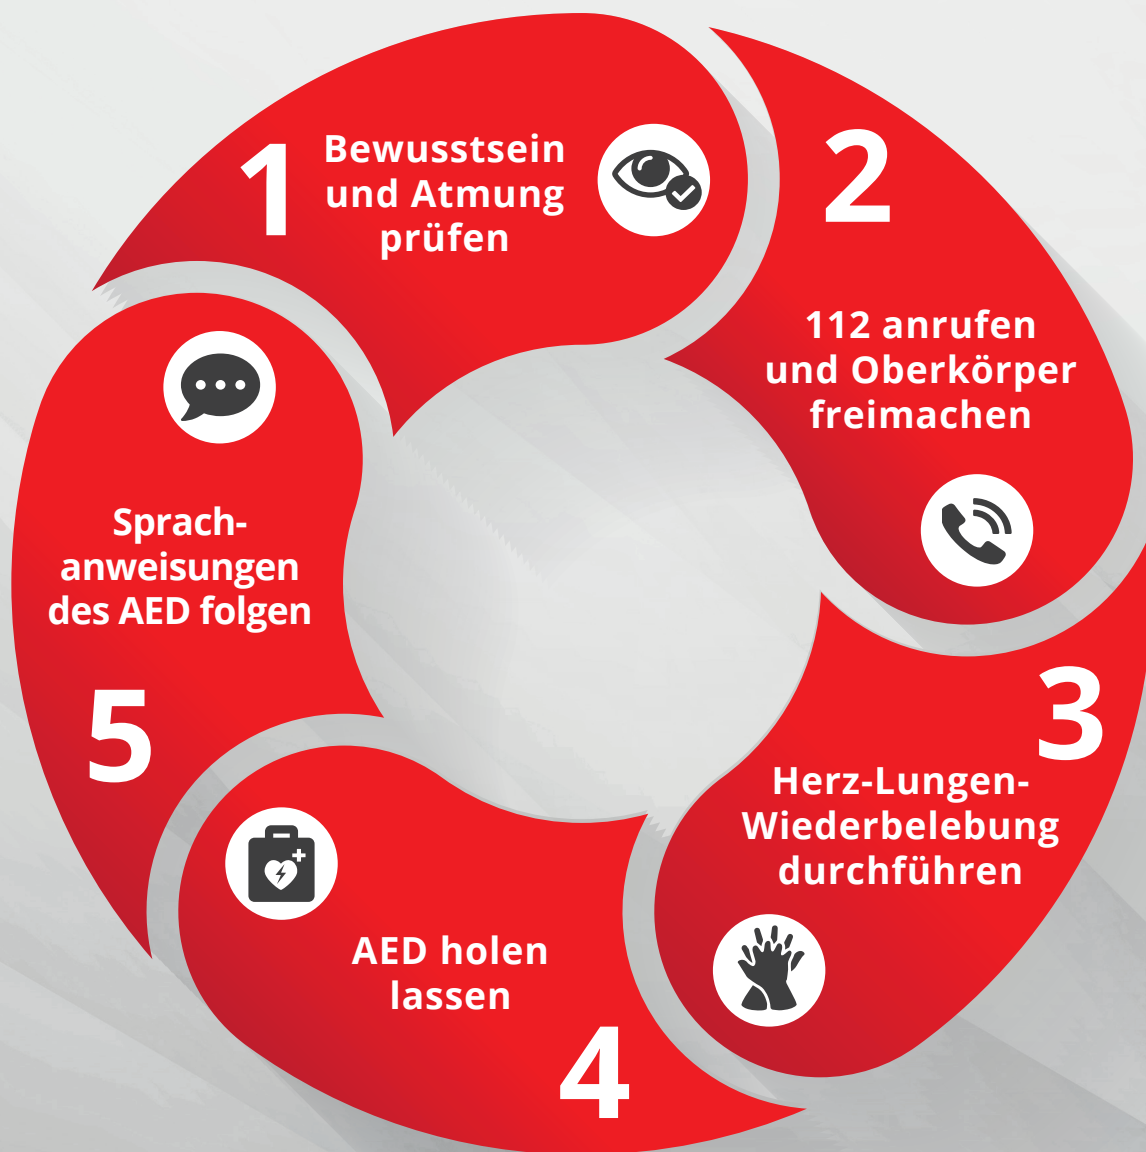 1
Bewusstsein
und Atmung
prüfen
2
112 anrufen
und Oberkörper
freimachen
3
Herz-Lungen-
Wiederbelebung
durchführen
4
AED holen
lassen
5
Sprach-
anweisungen
des AED folgen